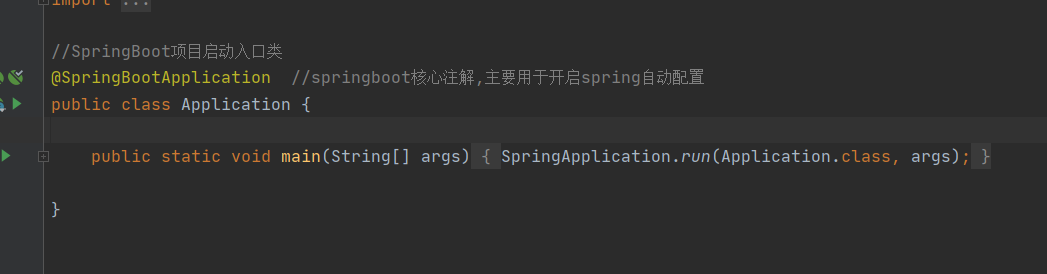 import ...
//SpringBoot项目启动入口类
@SpringBootApplication  //springboot核心注解,主要用于开启spring自动配置
public class Application {
public static void main(String[] args) { SpringApplication.run(Application.class, args); }
}